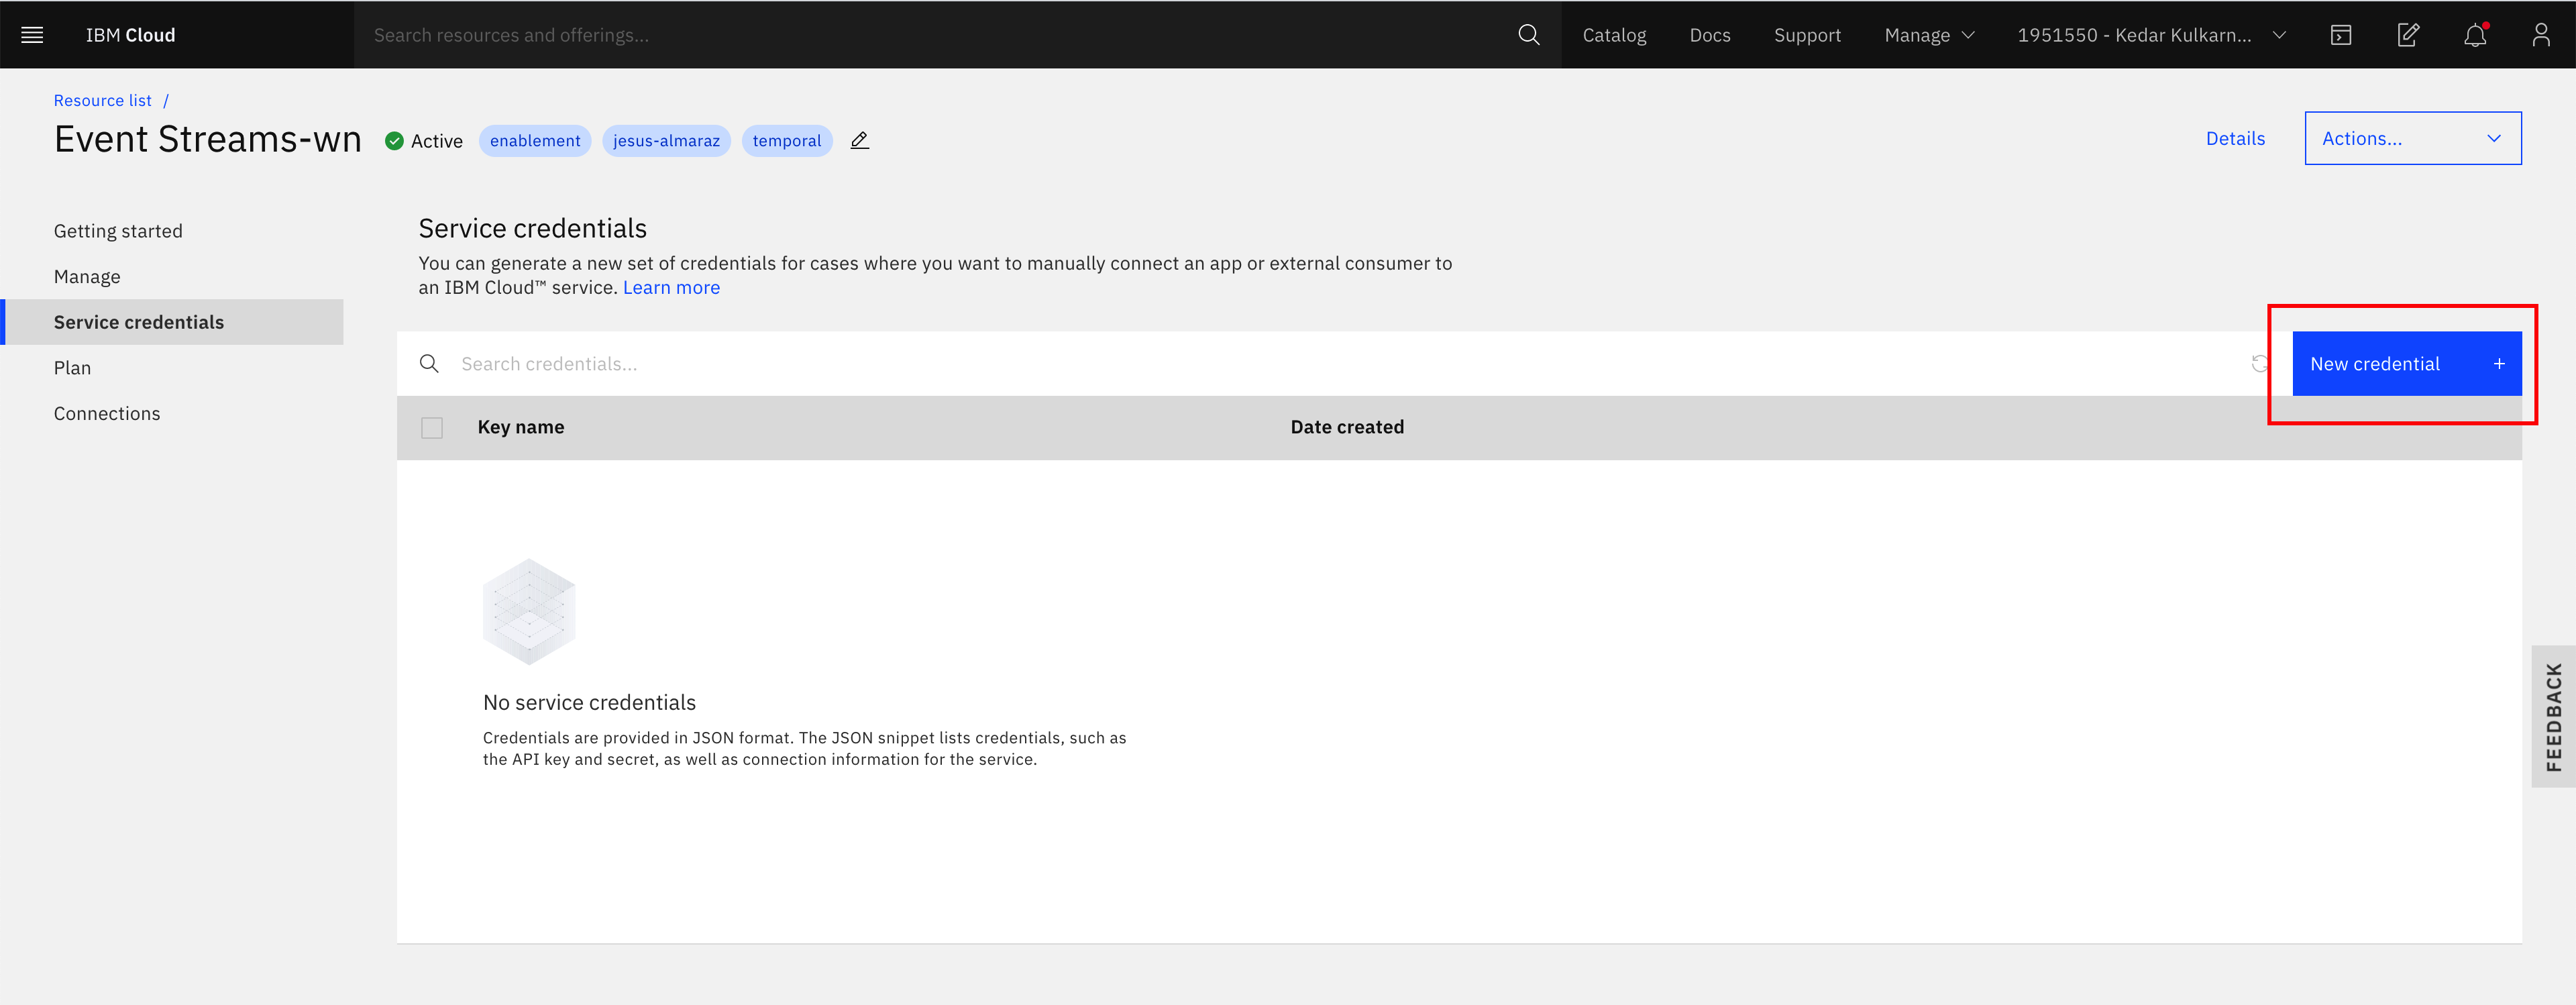 IBM Cloud
Search resources and offerings...
Catalog
Docs
Support
Manage
1951550 - Kedar Kulkarn...
Resource list /
Event Streams-wn
Active
enablement
jesus-almaraz
temporal
Details
Actions...
Getting started
Manage
Service credentials
Plan
Connections
Service credentials
You can generate a new set of credentials for cases where you want to manually connect an app or external consumer to
an IBM Cloud™ service. Learn more
Search credentials...
New credential +
Key name
Date created
No service credentials
Credentials are provided in JSON format. The JSON snippet lists credentials, such as
the API key and secret, as well as connection information for the service.
FEEDBACK